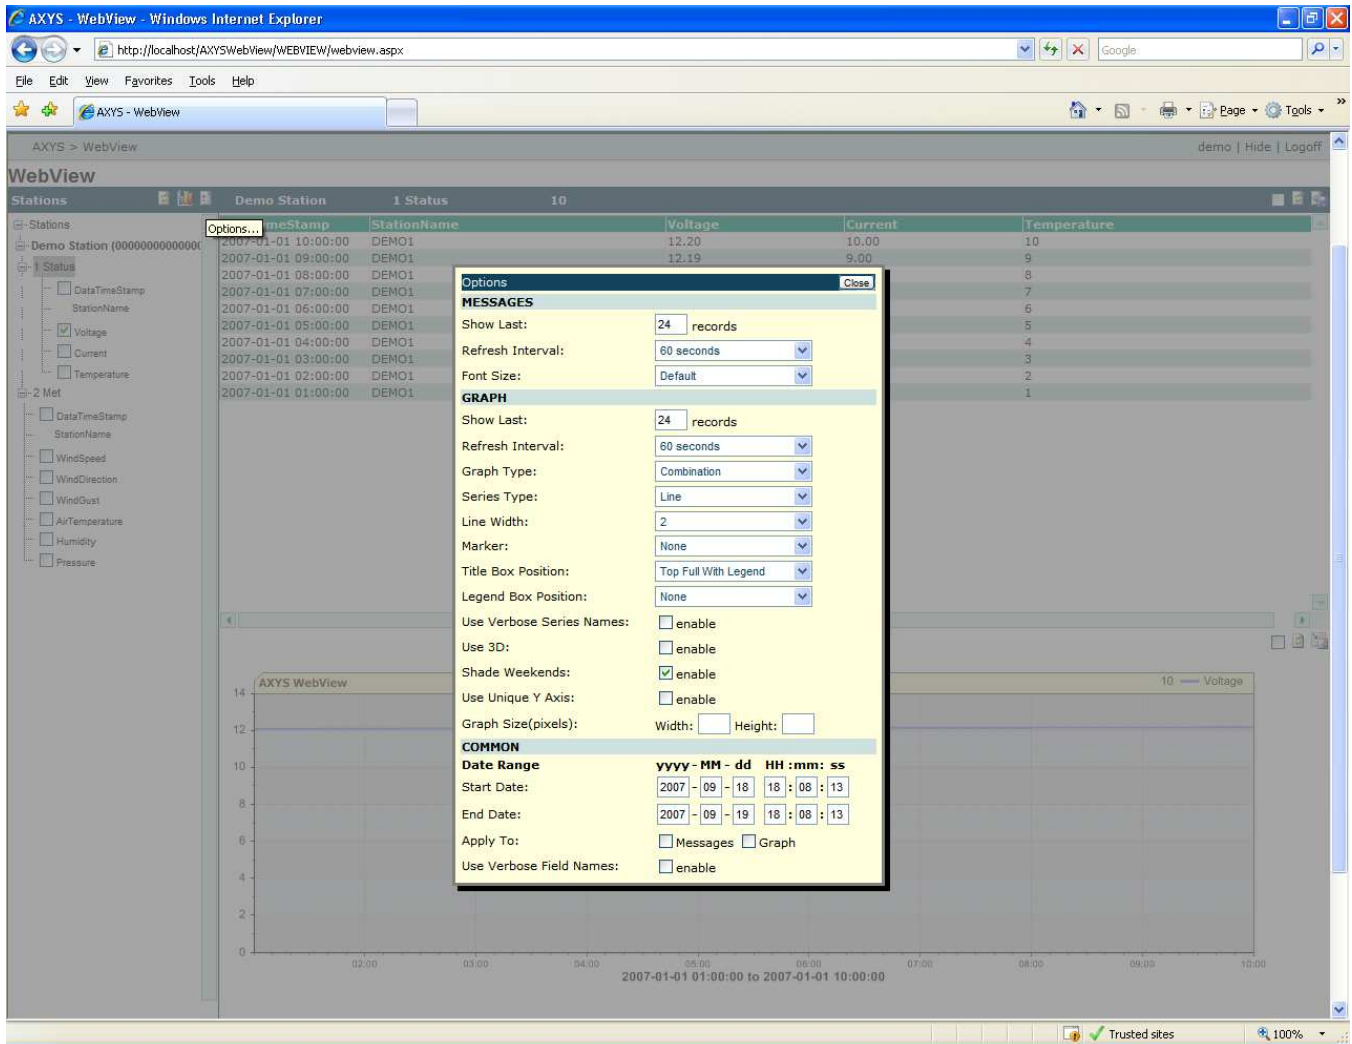 AXYS - WebView - Windows Internet Explorer
http://localhost/AXYSWebView/WEBVIEW/webview.aspx
Google
File Edit View Favorites Tools Help
AXYS - WebView
Page Tools »
AXYS > WebView
demo | Hide | Logoff
WebView
Stations
Demo Station 1 Status 10
Options...
Stations
Demo Station (0000000000000
1 Status
DataTimeStamp
StationName
Voltage
Current
Temperature
2 Met
DataTimeStamp
StationName
WindSpeed
WindDirection
WindGust
AirTemperature
Humidity
Pressure
meStamp StationName Voltage Current Temperature
2007-01-01 10:00:00 DEMO1 12.20 10.00 10
2007-01-01 09:00:00 DEMO1 12.19 9.00 9
2007-01-01 08:00:00 DEMO1 8
2007-01-01 07:00:00 DEMO1 7
2007-01-01 06:00:00 DEMO1 6
2007-01-01 05:00:00 DEMO1 5
2007-01-01 04:00:00 DEMO1 4
2007-01-01 03:00:00 DEMO1 3
2007-01-01 02:00:00 DEMO1 2
2007-01-01 01:00:00 DEMO1 1
Options Close
MESSAGES
Show Last: 24 records
Refresh Interval: 60 seconds
Font Size: Default
GRAPH
Show Last: 24 records
Refresh Interval: 60 seconds
Graph Type: Combination
Series Type: Line
Line Width: 2
Marker: None
Title Box Position: Top Full With Legend
Legend Box Position: None
Use Verbose Series Names: enable
Use 3D: enable
Shade Weekends: enable
Use Unique Y Axis: enable
Graph Size(pixels): Width: Height:
COMMON
Date Range yyyy - MM - dd HH :mm: ss
Start Date: 2007 - 09 - 18 18 : 08 : 13
End Date: 2007 - 09 - 19 18 : 08 : 13
Apply To: Messages Graph
Use Verbose Field Names: enable
AXYS WebView
10 Voltage
14
12
10
8
6
4
2
0
02:00 03:00 04:00 05:00 06:00 07:00 08:00 09:00 10:00
2007-01-01 01:00:00 to 2007-01-01 10:00:00
Trusted sites 100%